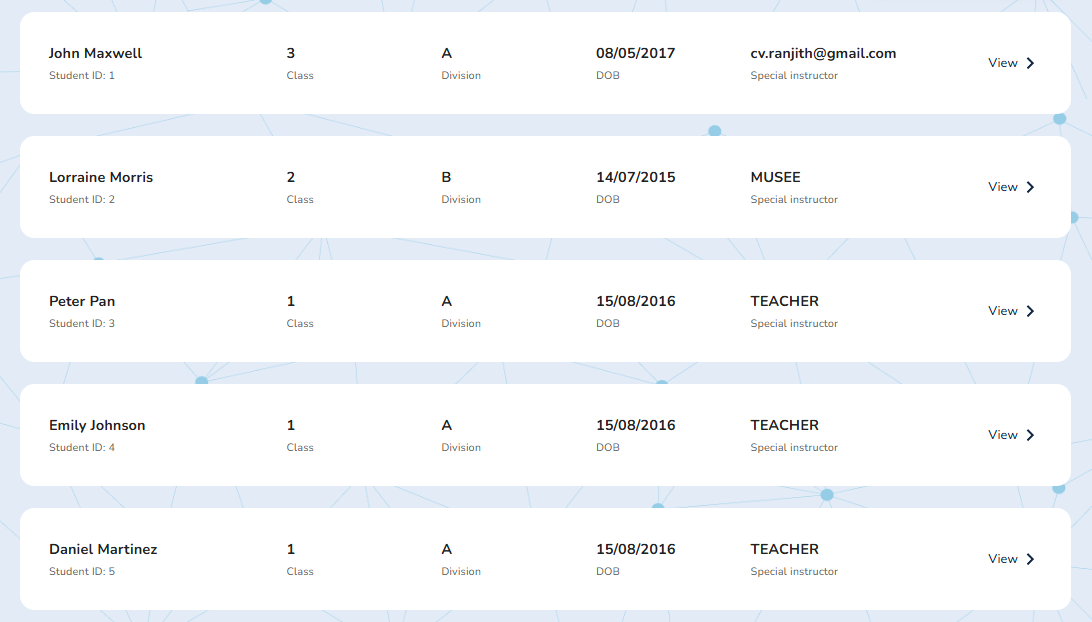 John Maxwell 3 A 08/05/2017 cv.ranjith@gmail.com View
Student ID: 1 Class Division DOB Special instructor
Lorraine Morris 2 B 14/07/2015 MUSEE View
Student ID: 2 Class Division DOB Special instructor
Peter Pan 1 A 15/08/2016 TEACHER View
Student ID: 3 Class Division DOB Special instructor
Emily Johnson 1 A 15/08/2016 TEACHER View
Student ID: 4 Class Division DOB Special instructor
Daniel Martinez 1 A 15/08/2016 TEACHER View
Student ID: 5 Class Division DOB Special instructor